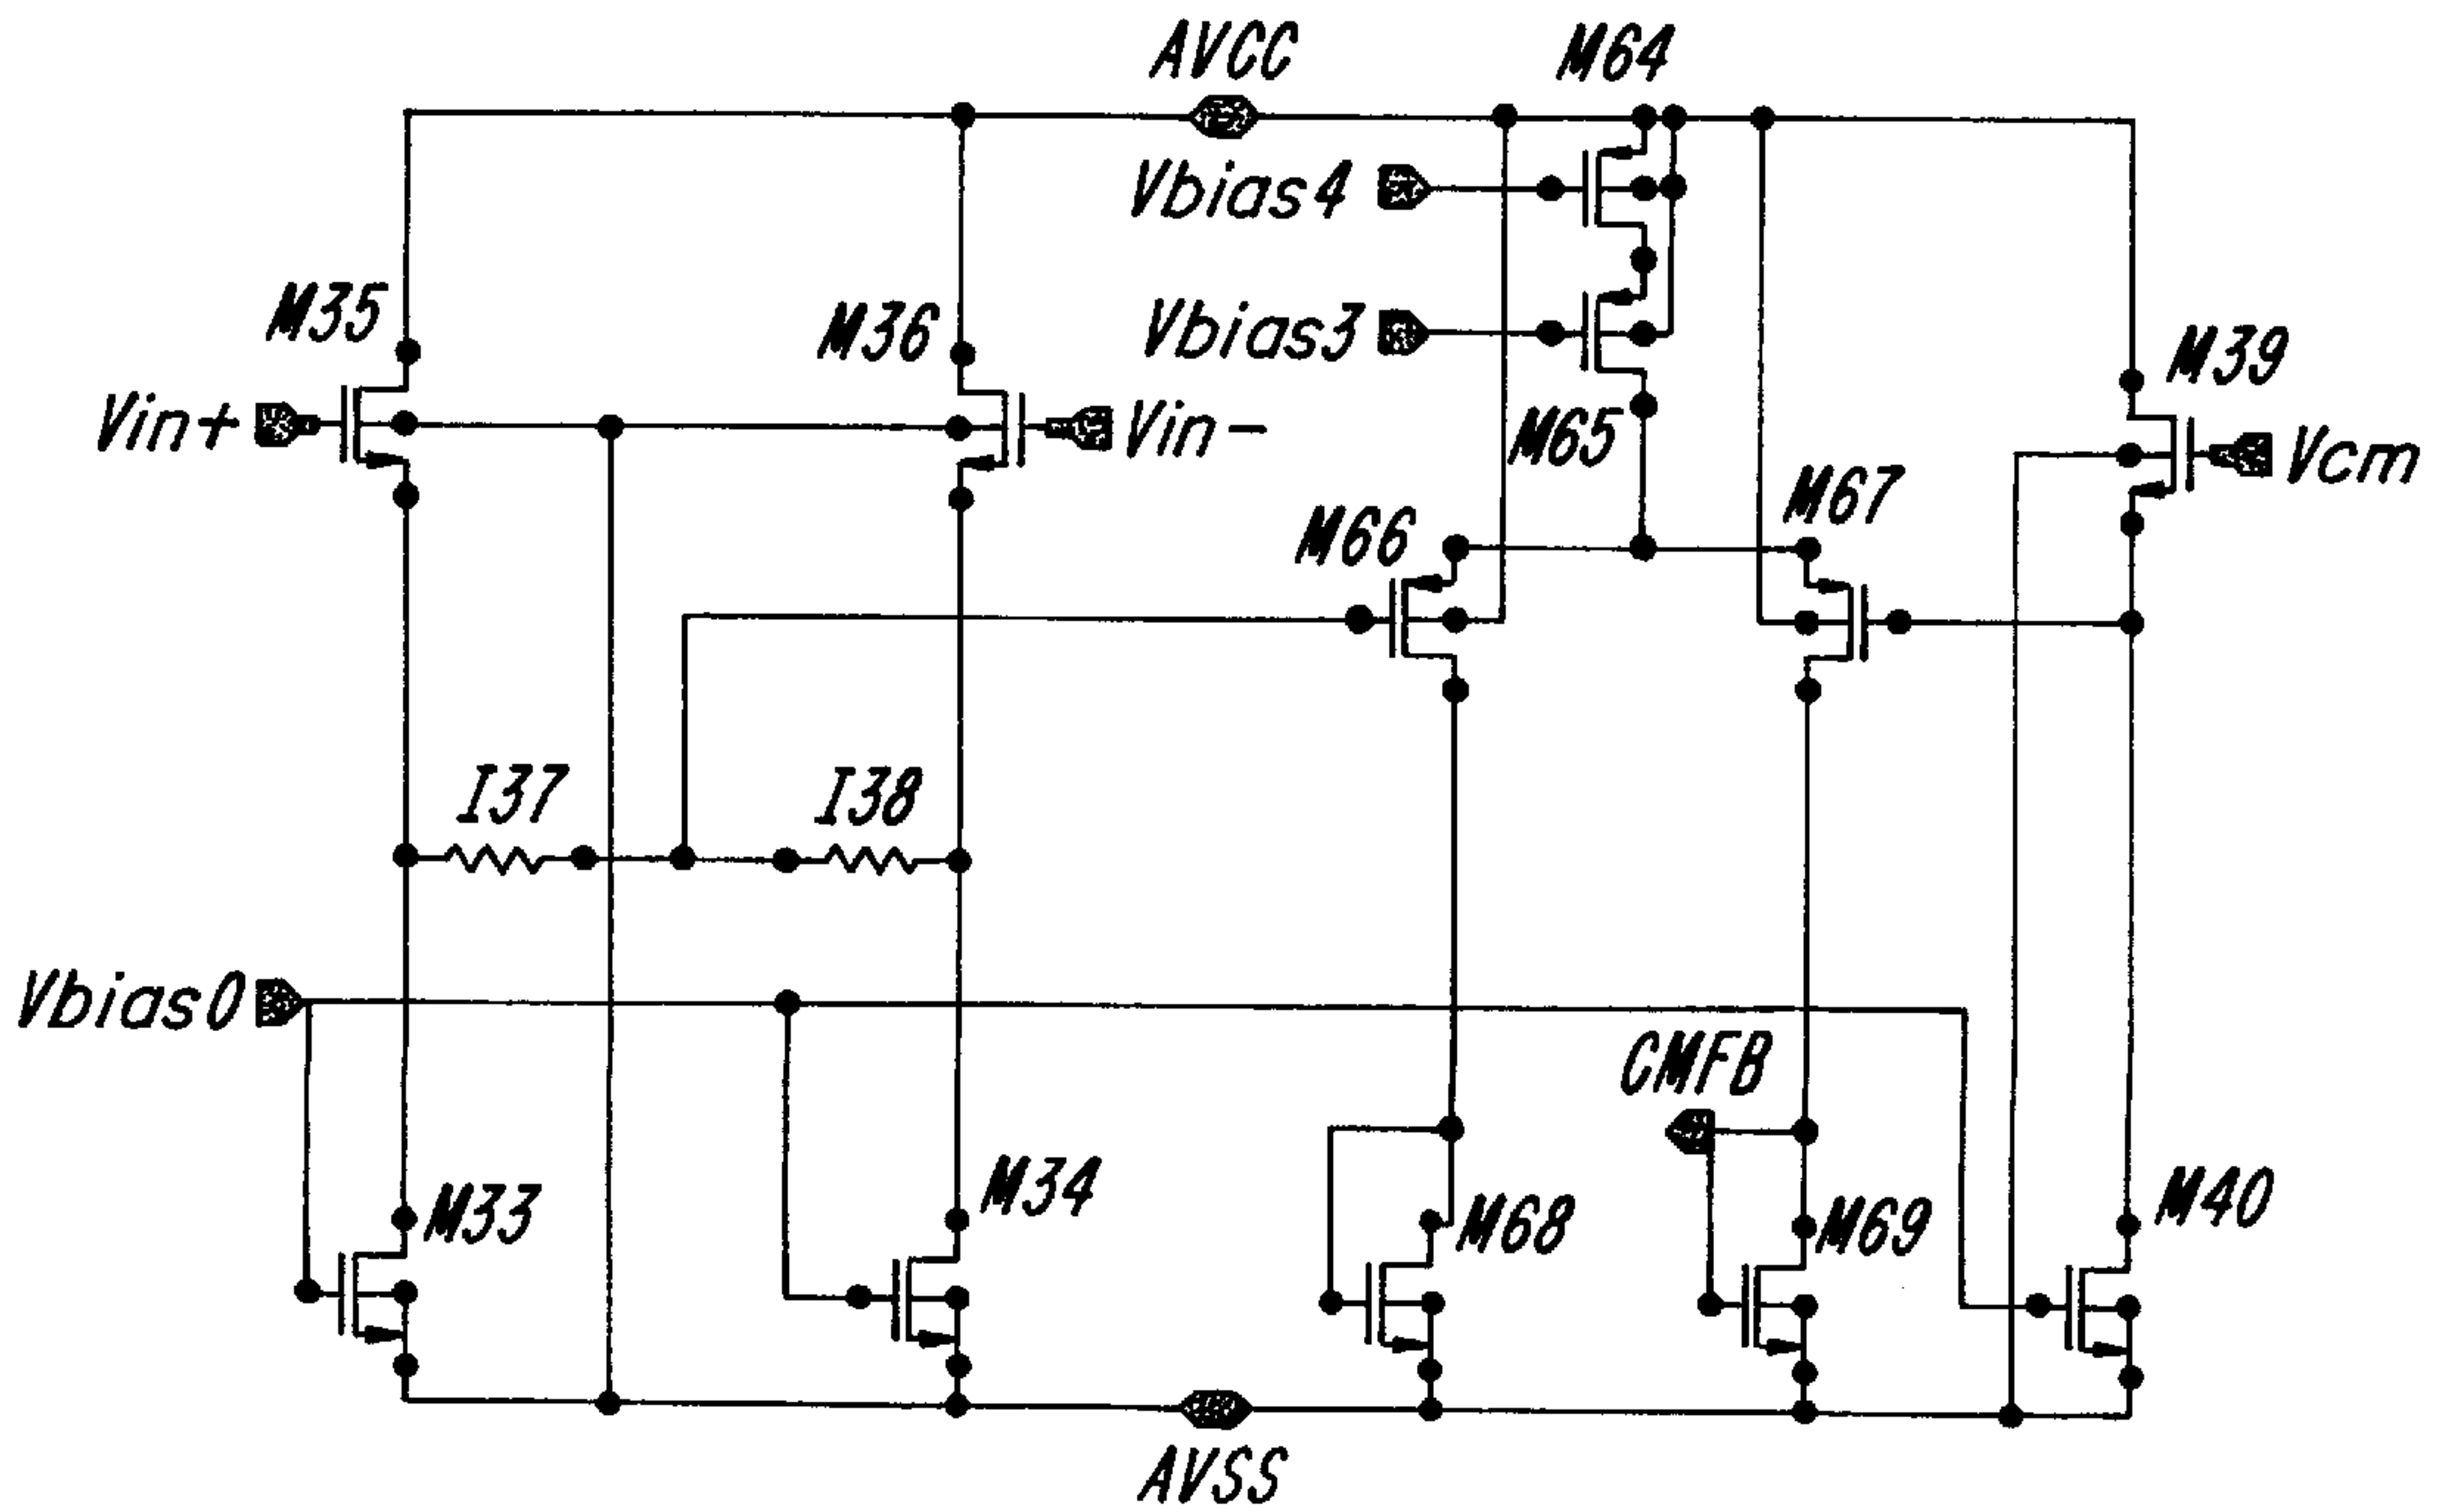 AVCC
M64
Vbias4
M35
M36
Vbias3
M39
Vin+
Vin-
M65
Vcm
M67
M66
I37
I38
Vbias0
CMFB
M33
M34
M68
M69
M40
AVSS